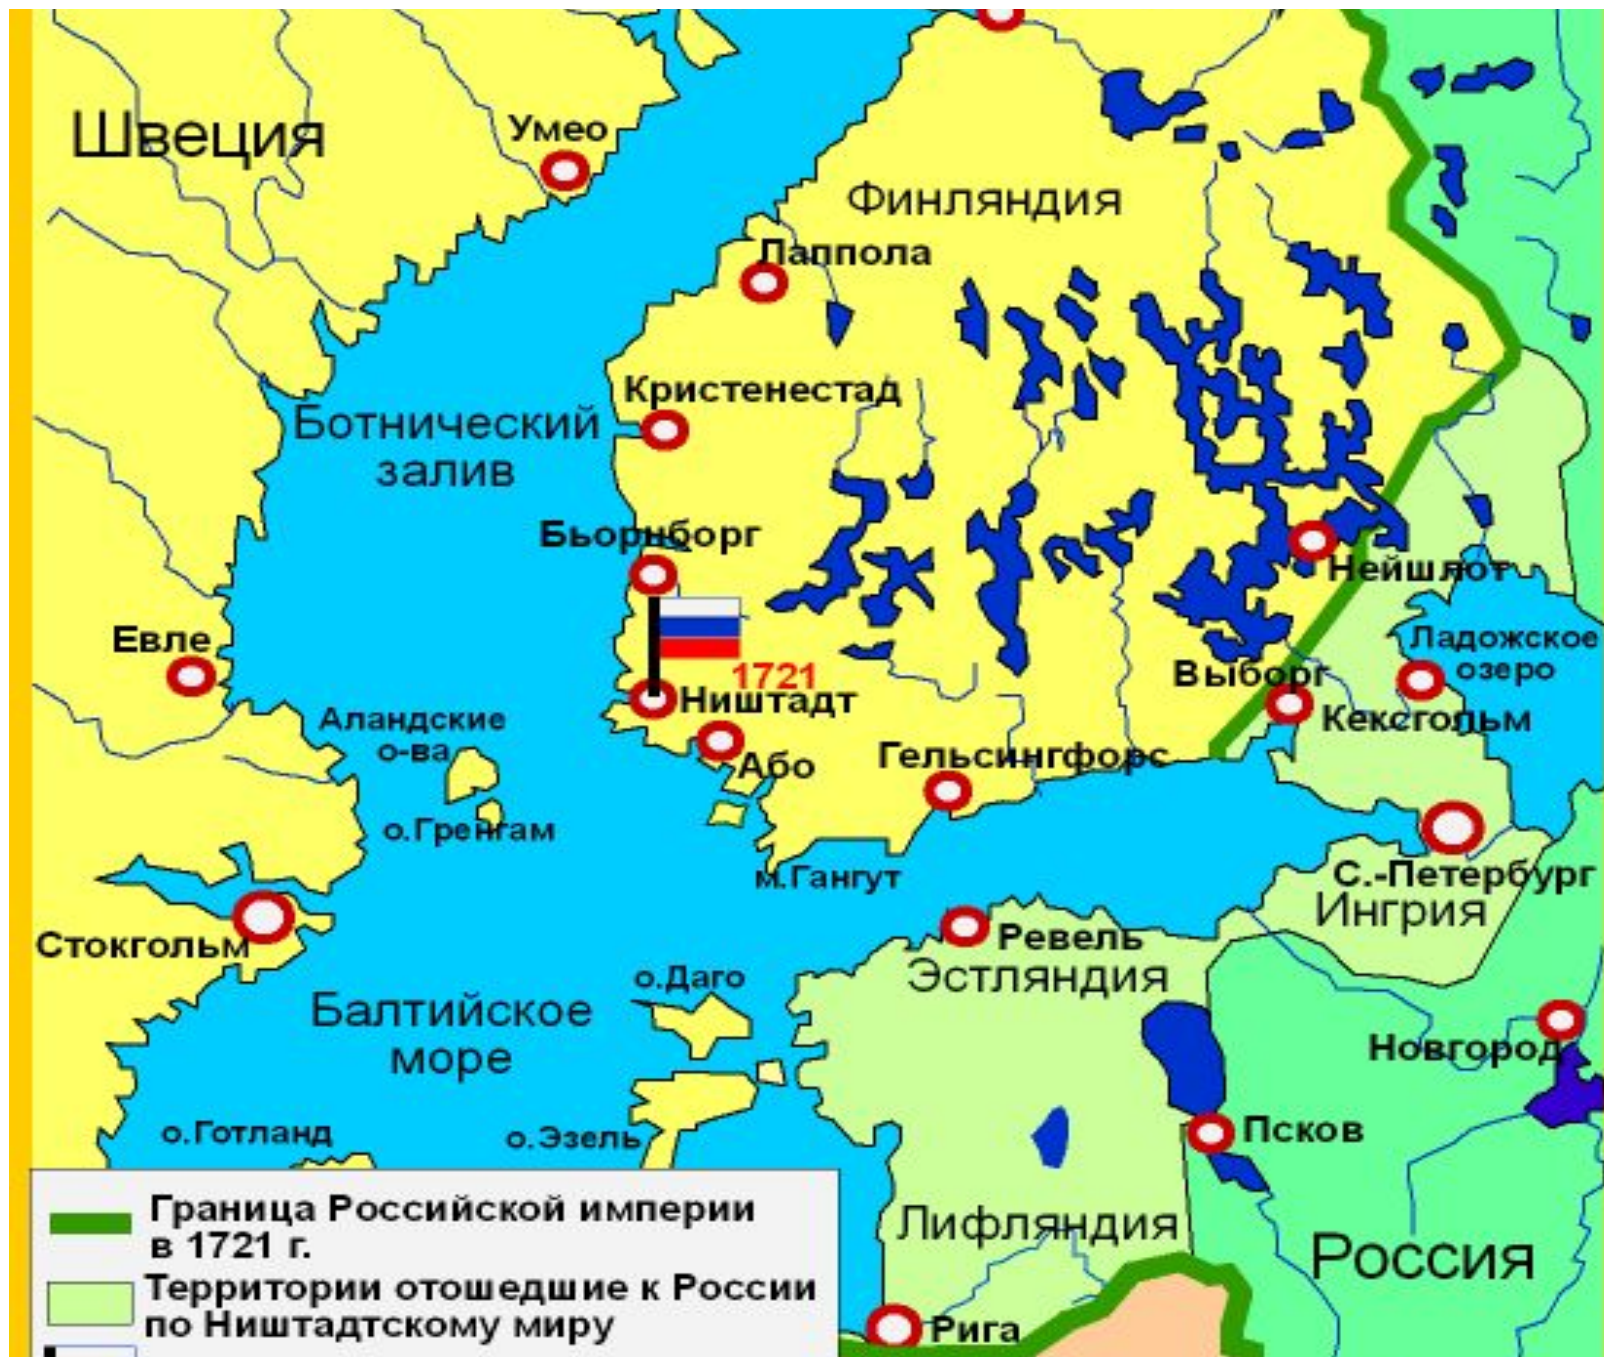 Швеция
Умео
Финляндия
Лаппола
Кристенестад
Ботнический
залив
Бьорнборг
Нейшлот
Евле
Ладожское
озеро
1721
Выборг
Ништадт
Кексгольм
Аландские
о-ва
Або
Гельсингфорс
о.Гренгам
м.Гангут
С.-Петербург
Ингрия
Стокгольм
Ревель
Эстляндия
о.Даго
Балтийское
море
Новгород
о.Готланд
о.Эзель
Псков
Лифляндия
Россия
Рига
Граница Российской империи
в 1721 г.
Территории отошедшие к России
по Ништадтскому миру